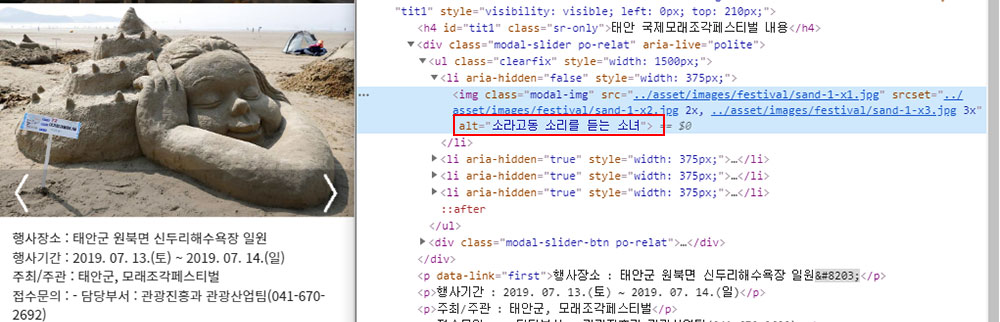 행사장소 : 태안군 원북면 신두리해수욕장 일원
행사기간 : 2019. 07. 13.(토) ~ 2019. 07. 14.(일)
주최/주관 : 태안군, 모래조각페스티벌
접수문의 : - 담당부서 : 관광진흥과 관광산업팀(041-670-
2692)
"tit1" style="visibility: visible; left: 0px; top: 210px;">
<h4 id="tit1" class="sr-only">태안 국제모래조각페스티벌 내용</h4>
▼<div class="modal-slider po-relat" aria-live="polite">
▼<ul class="clearfix" style="width: 1500px;">
▼<li aria-hidden="false" style="width: 375px;">
… <img class="modal-img" src="../asset/images/festival/sand-1-x1.jpg" srcset="../
asset/images/festival/sand-1-x2.jpg 2x, ../asset/images/festival/sand-1-x3.jpg 3x"
alt="소라고동 소리를 듣는 소녀"> == $0
</li>
▶<li aria-hidden="true" style="width: 375px;">…</li>
▶<li aria-hidden="true" style="width: 375px;">…</li>
▶<li aria-hidden="true" style="width: 375px;">…</li>
::after
</ul>
▶<div class="modal-slider-btn po-relat">…</div>
</div>
<p data-link="first">행사장소 : 태안군 원북면 신두리해수욕장 일원&#8203;</p>
<p>행사기간 : 2019. 07. 13.(토) ~ 2019. 07. 14.(일)</p>
<p>주최/주관 : 태안군, 모래조각페스티벌</p>